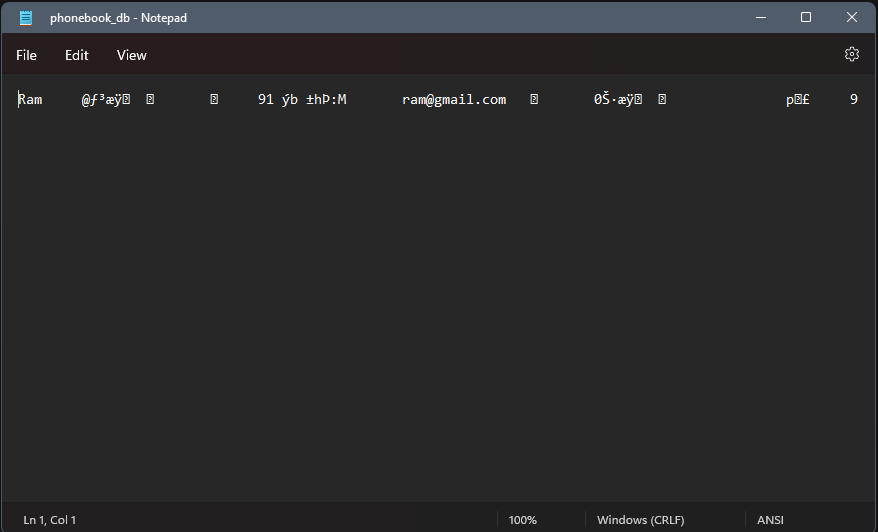 phonebook_db - Notepad
File Edit View
Ram @ƒ³æÿ 91 ýb ±hÞ:M ram@gmail.com 0Š·æÿ p £ 9
Ln 1, Col 1 100% Windows (CRLF) ANSI